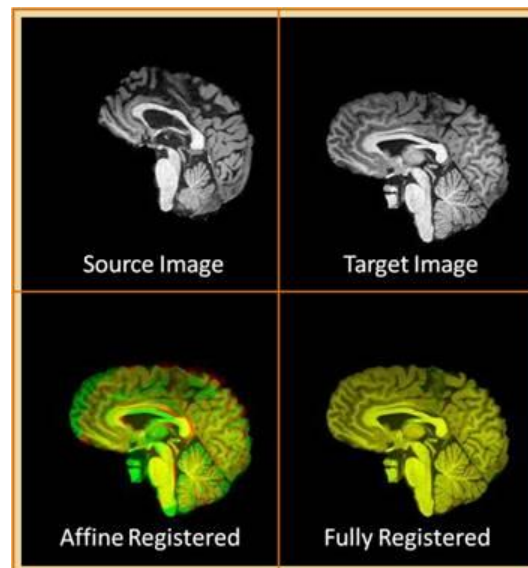 Source Image
Target Image
Affine Registered
Fully Registered